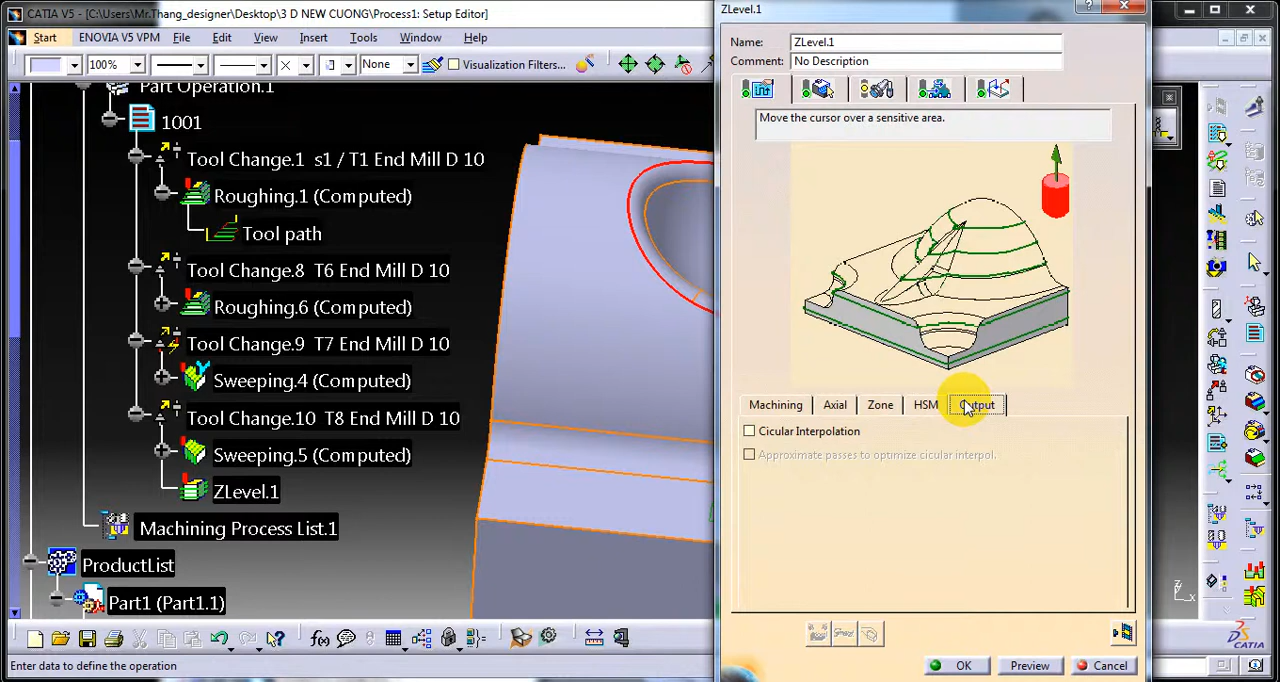 CATIA V5 - [C:\Users\Mr.Thang_designer\Desktop\3 D NEW CUONG\Process1: Setup Editor]
Start ENOVIA V5 VPM File Edit View Insert Tools Window Help
100% None Visualization Filters...
Part Operation.1
1001
Tool Change.1 s1 / T1 End Mill D 10
Roughing.1 (Computed)
Tool path
Tool Change.8 T6 End Mill D 10
Roughing.6 (Computed)
Tool Change.9 T7 End Mill D 10
Sweeping.4 (Computed)
Tool Change.10 T8 End Mill D 10
Sweeping.5 (Computed)
ZLevel.1
Machining Process List.1
ProductList
Part1 (Part1.1)
Enter data to define the operation
ZLevel.1
Name: ZLevel.1
Comment: No Description
Move the cursor over a sensitive area.
Machining Axial Zone HSM Output
Cicular Interpolation
Approximate passes to optimize cicular interpol.
OK Preview Cancel
z
x
DS CATIA